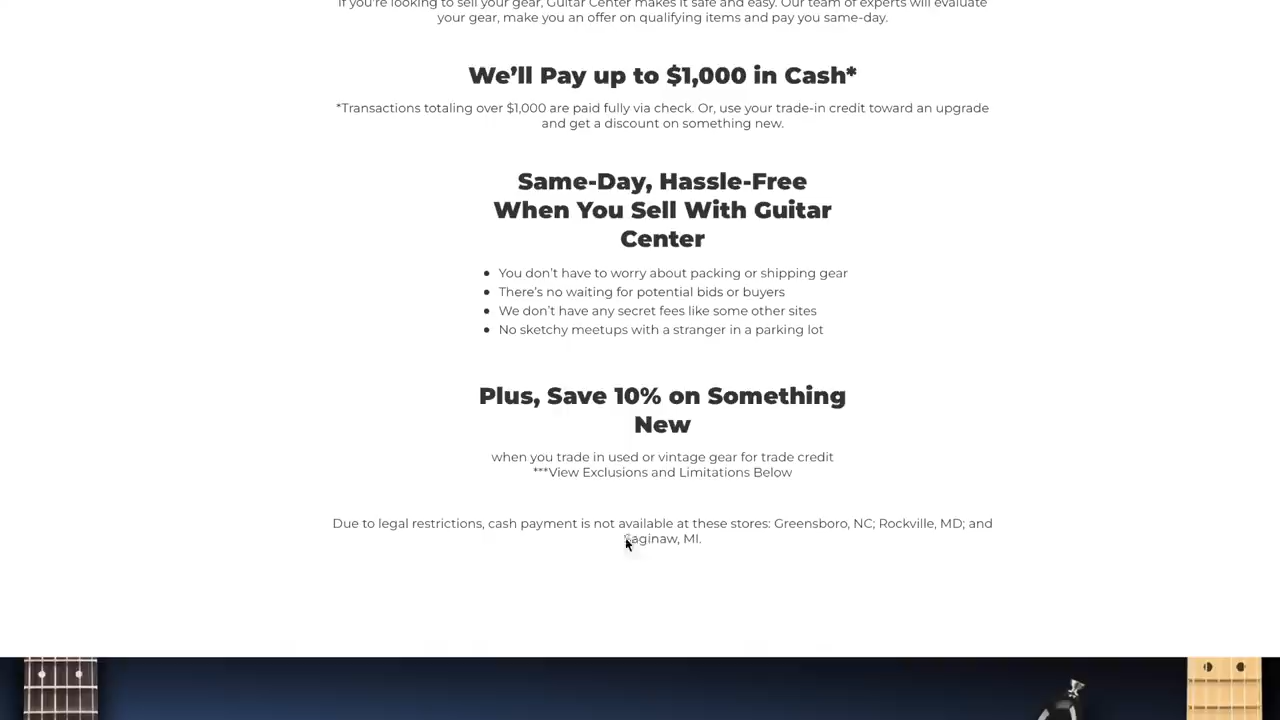 If you're looking to sell your gear, Guitar Center makes it safe and easy. Our team of experts will evaluate
your gear, make you an offer on qualifying items and pay you same-day.
We’ll Pay up to $1,000 in Cash*
*Transactions totaling over $1,000 are paid fully via check. Or, use your trade-in credit toward an upgrade
and get a discount on something new.
Same-Day, Hassle-Free
When You Sell With Guitar
Center
• You don’t have to worry about packing or shipping gear
• There’s no waiting for potential bids or buyers
• We don’t have any secret fees like some other sites
• No sketchy meetups with a stranger in a parking lot
Plus, Save 10% on Something
New
when you trade in used or vintage gear for trade credit
***View Exclusions and Limitations Below
Due to legal restrictions, cash payment is not available at these stores: Greensboro, NC; Rockville, MD; and
Saginaw, MI.